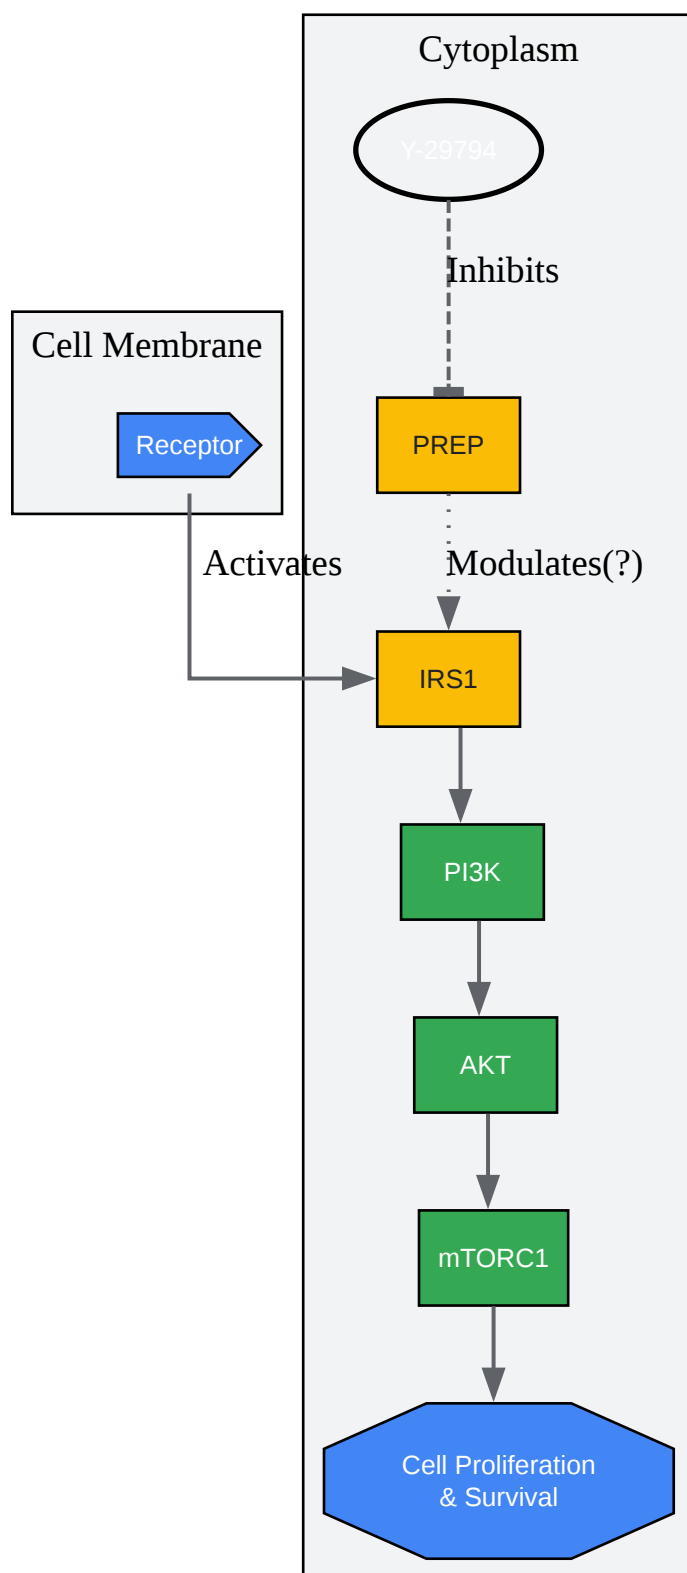 Cytoplasm
Y-29794
Inhibits
Cell Membrane
Receptor
PREP
Activates
Modulates(?)
IRS1
PI3K
AKT
mTORC1
Cell Proliferation
& Survival